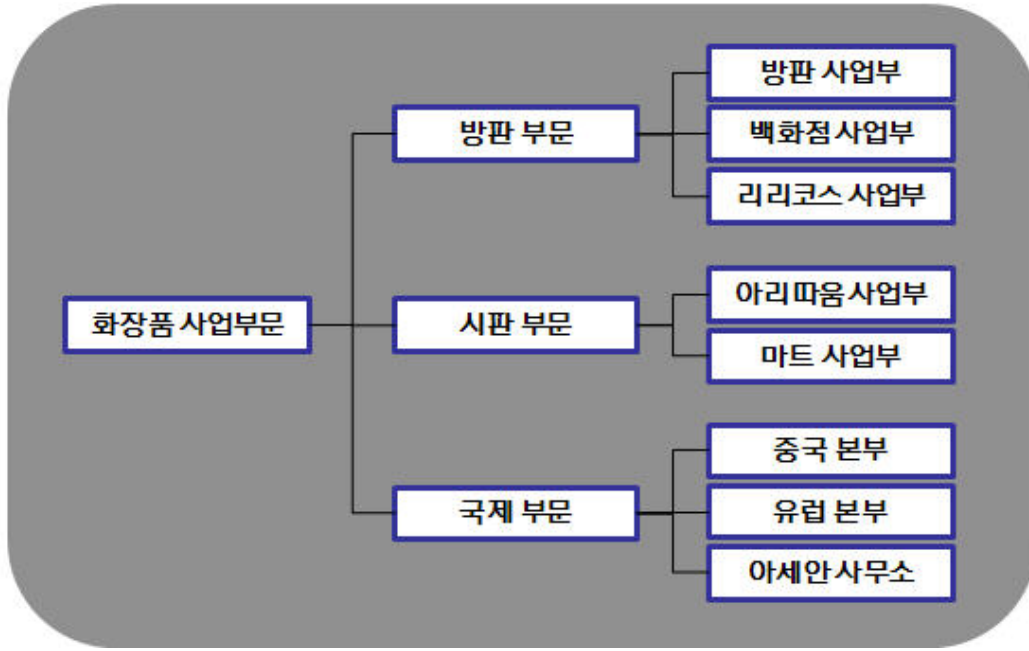 화장품 사업부문
방판 부문
방판 사업부
백화점 사업부
리리코스 사업부
시판 부문
아리따움 사업부
마트 사업부
국제 부문
중국 본부
유럽 본부
아세안 사무소